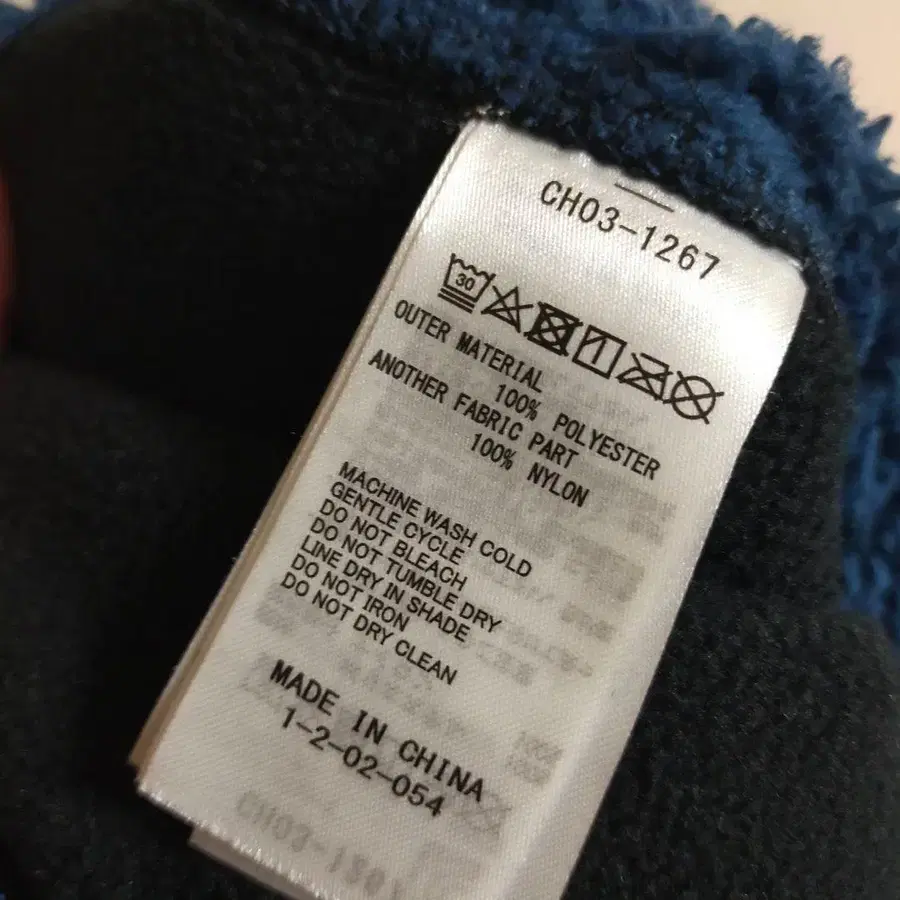 CH03-1267
30
OUTER MATERIAL
100% POLYESTER
ANOTHER FABRIC PART
100% NYLON
MACHINE WASH COLD
GENTLE CYCLE
DO NOT BLEACH
DO NOT TUMBLE DRY
LINE DRY IN SHADE
DO NOT IRON
DO NOT DRY CLEAN
MADE IN CHINA
1-2-02-054